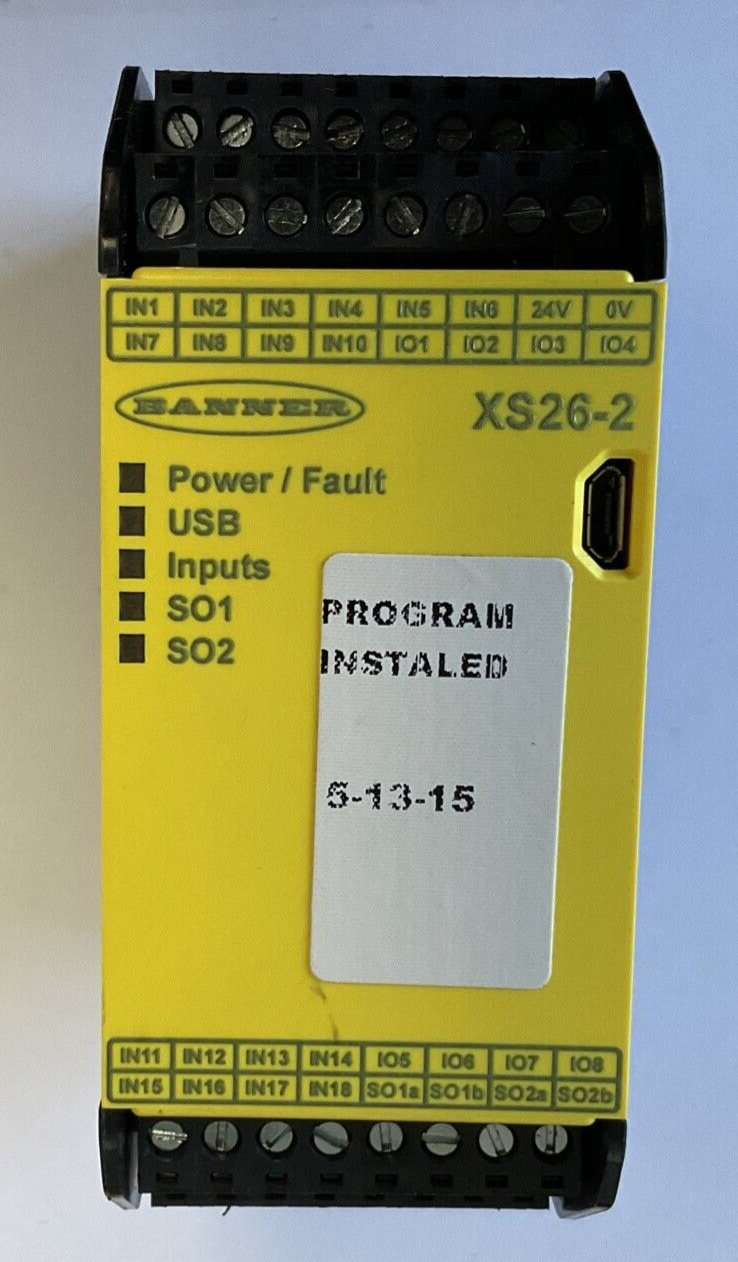 IN1 IN2 IN3 IN4 IN5 IN6 24V 0V
IN7 IN8 IN9 IN10 IO1 IO2 IO3 IO4
BANNER XS26-2
Power / Fault
USB
Inputs
SO1
SO2
PROGRAM
INSTALED
5-13-15
IN11 IN12 IN13 IN14 IO5 IO6 IO7 IO8
IN15 IN16 IN17 IN18 SO1a SO1b SO2a SO2b